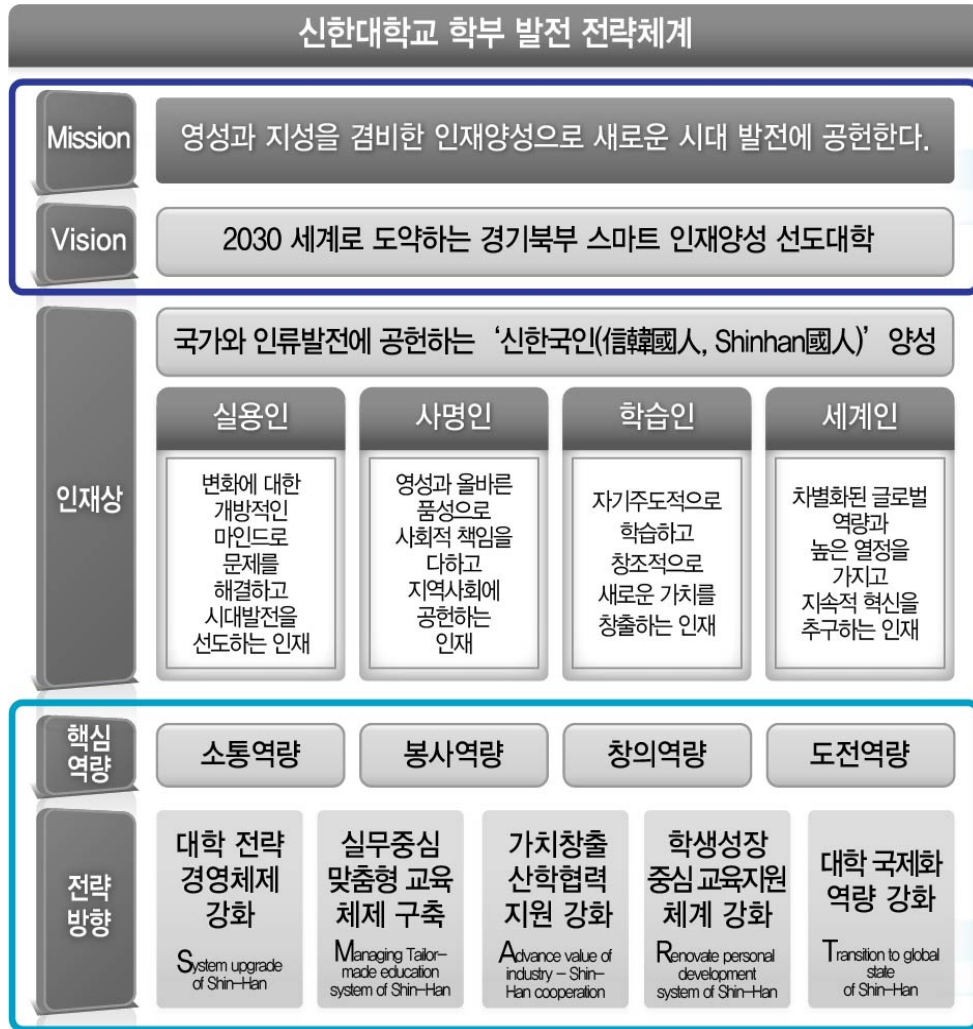 신한대학교 학부 발전 전략체계
Mission
영성과 지성을 겸비한 인재양성으로 새로운 시대 발전에 공헌한다.
Vision
2030 세계로 도약하는 경기북부 스마트 인재양성 선도대학
인재상
국가와 인류발전에 공헌하는 ‘신한국인(信韓國人, Shinhan國人)’ 양성
실용인
변화에 대한
개방적인
마인드로
문제를
해결하고
시대발전을
선도하는 인재
사명인
영성과 올바른
품성으로
사회적 책임을
다하고
지역사회에
공헌하는
인재
학습인
자기주도적으로
학습하고
창조적으로
새로운 가치를
창출하는 인재
세계인
차별화된 글로벌
역량과
높은 열정을
가지고
지속적 혁신을
추구하는 인재
핵심
역량
소통역량
봉사역량
창의역량
도전역량
전략
방향
대학 전략
경영체제
강화
System upgrade
of Shin-Han
실무중심
맞춤형 교육
체제 구축
Managing Tailor-
made education
system of Shin-Han
가치창출
산학협력
지원 강화
Advance value of
industry - Shin-
Han cooperation
학생성장
중심 교육지원
체계 강화
Renovate personal
development
system of Shin-Han
대학 국제화
역량 강화
Transition to global
state
of Shin-Han